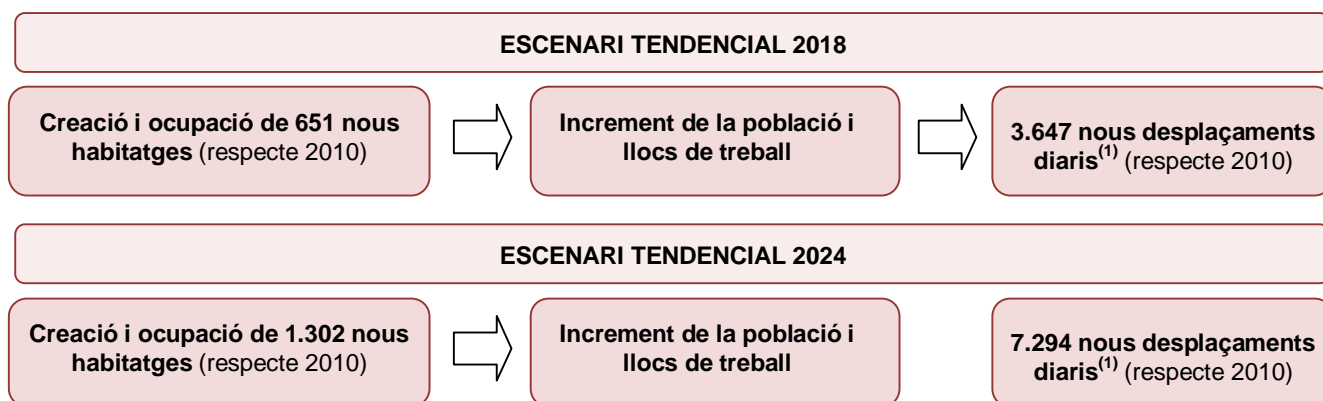 ESCENARI TENDENCIAL 2018
Creació i ocupació de 651 nous
habitatges (respecte 2010)
Increment de la població i
llocs de treball
3.647 nous desplaçaments
diaris(1) (respecte 2010)
ESCENARI TENDENCIAL 2024
Creació i ocupació de 1.302 nous
habitatges (respecte 2010)
Increment de la població i
llocs de treball
7.294 nous desplaçaments
diaris(1) (respecte 2010)